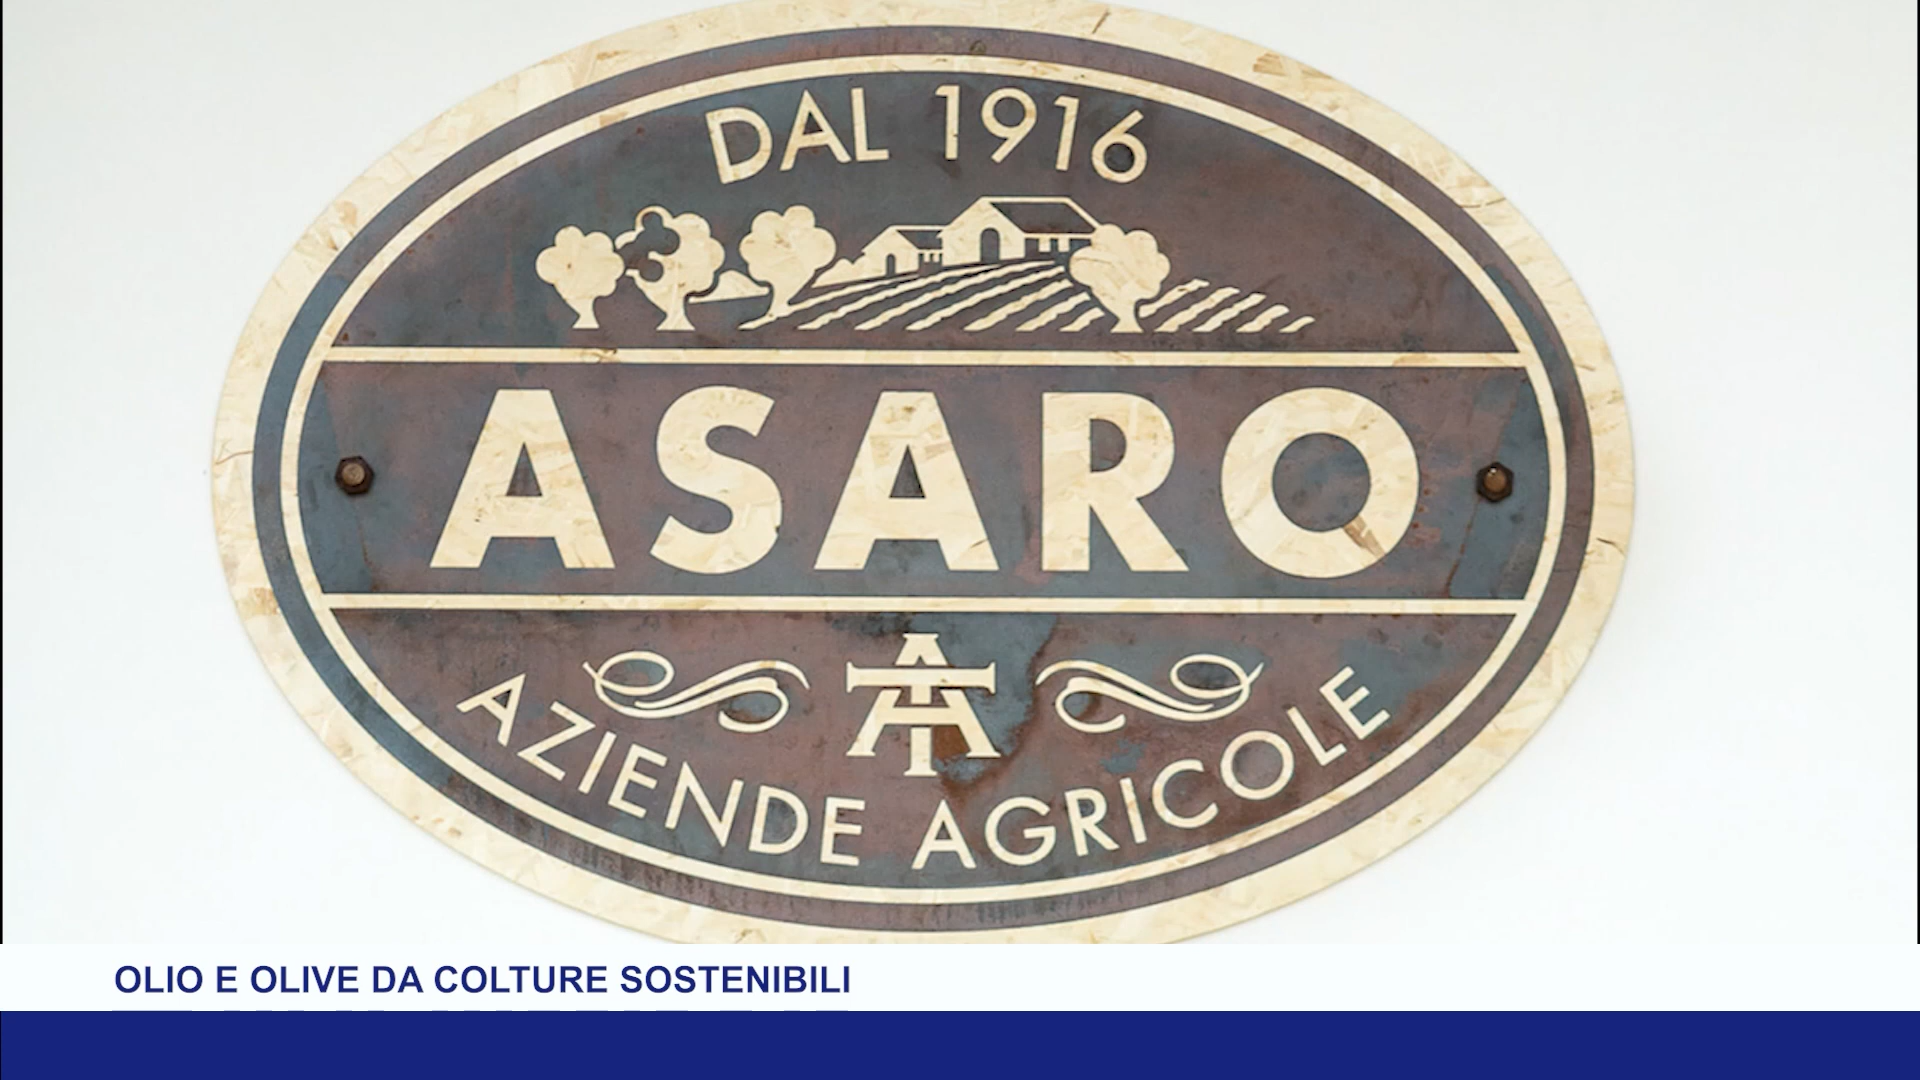 DAL 1916
ASARO
AZIENDE AGRICOLE
OLIO E OLIVE DA COLTURE SOSTENIBILI